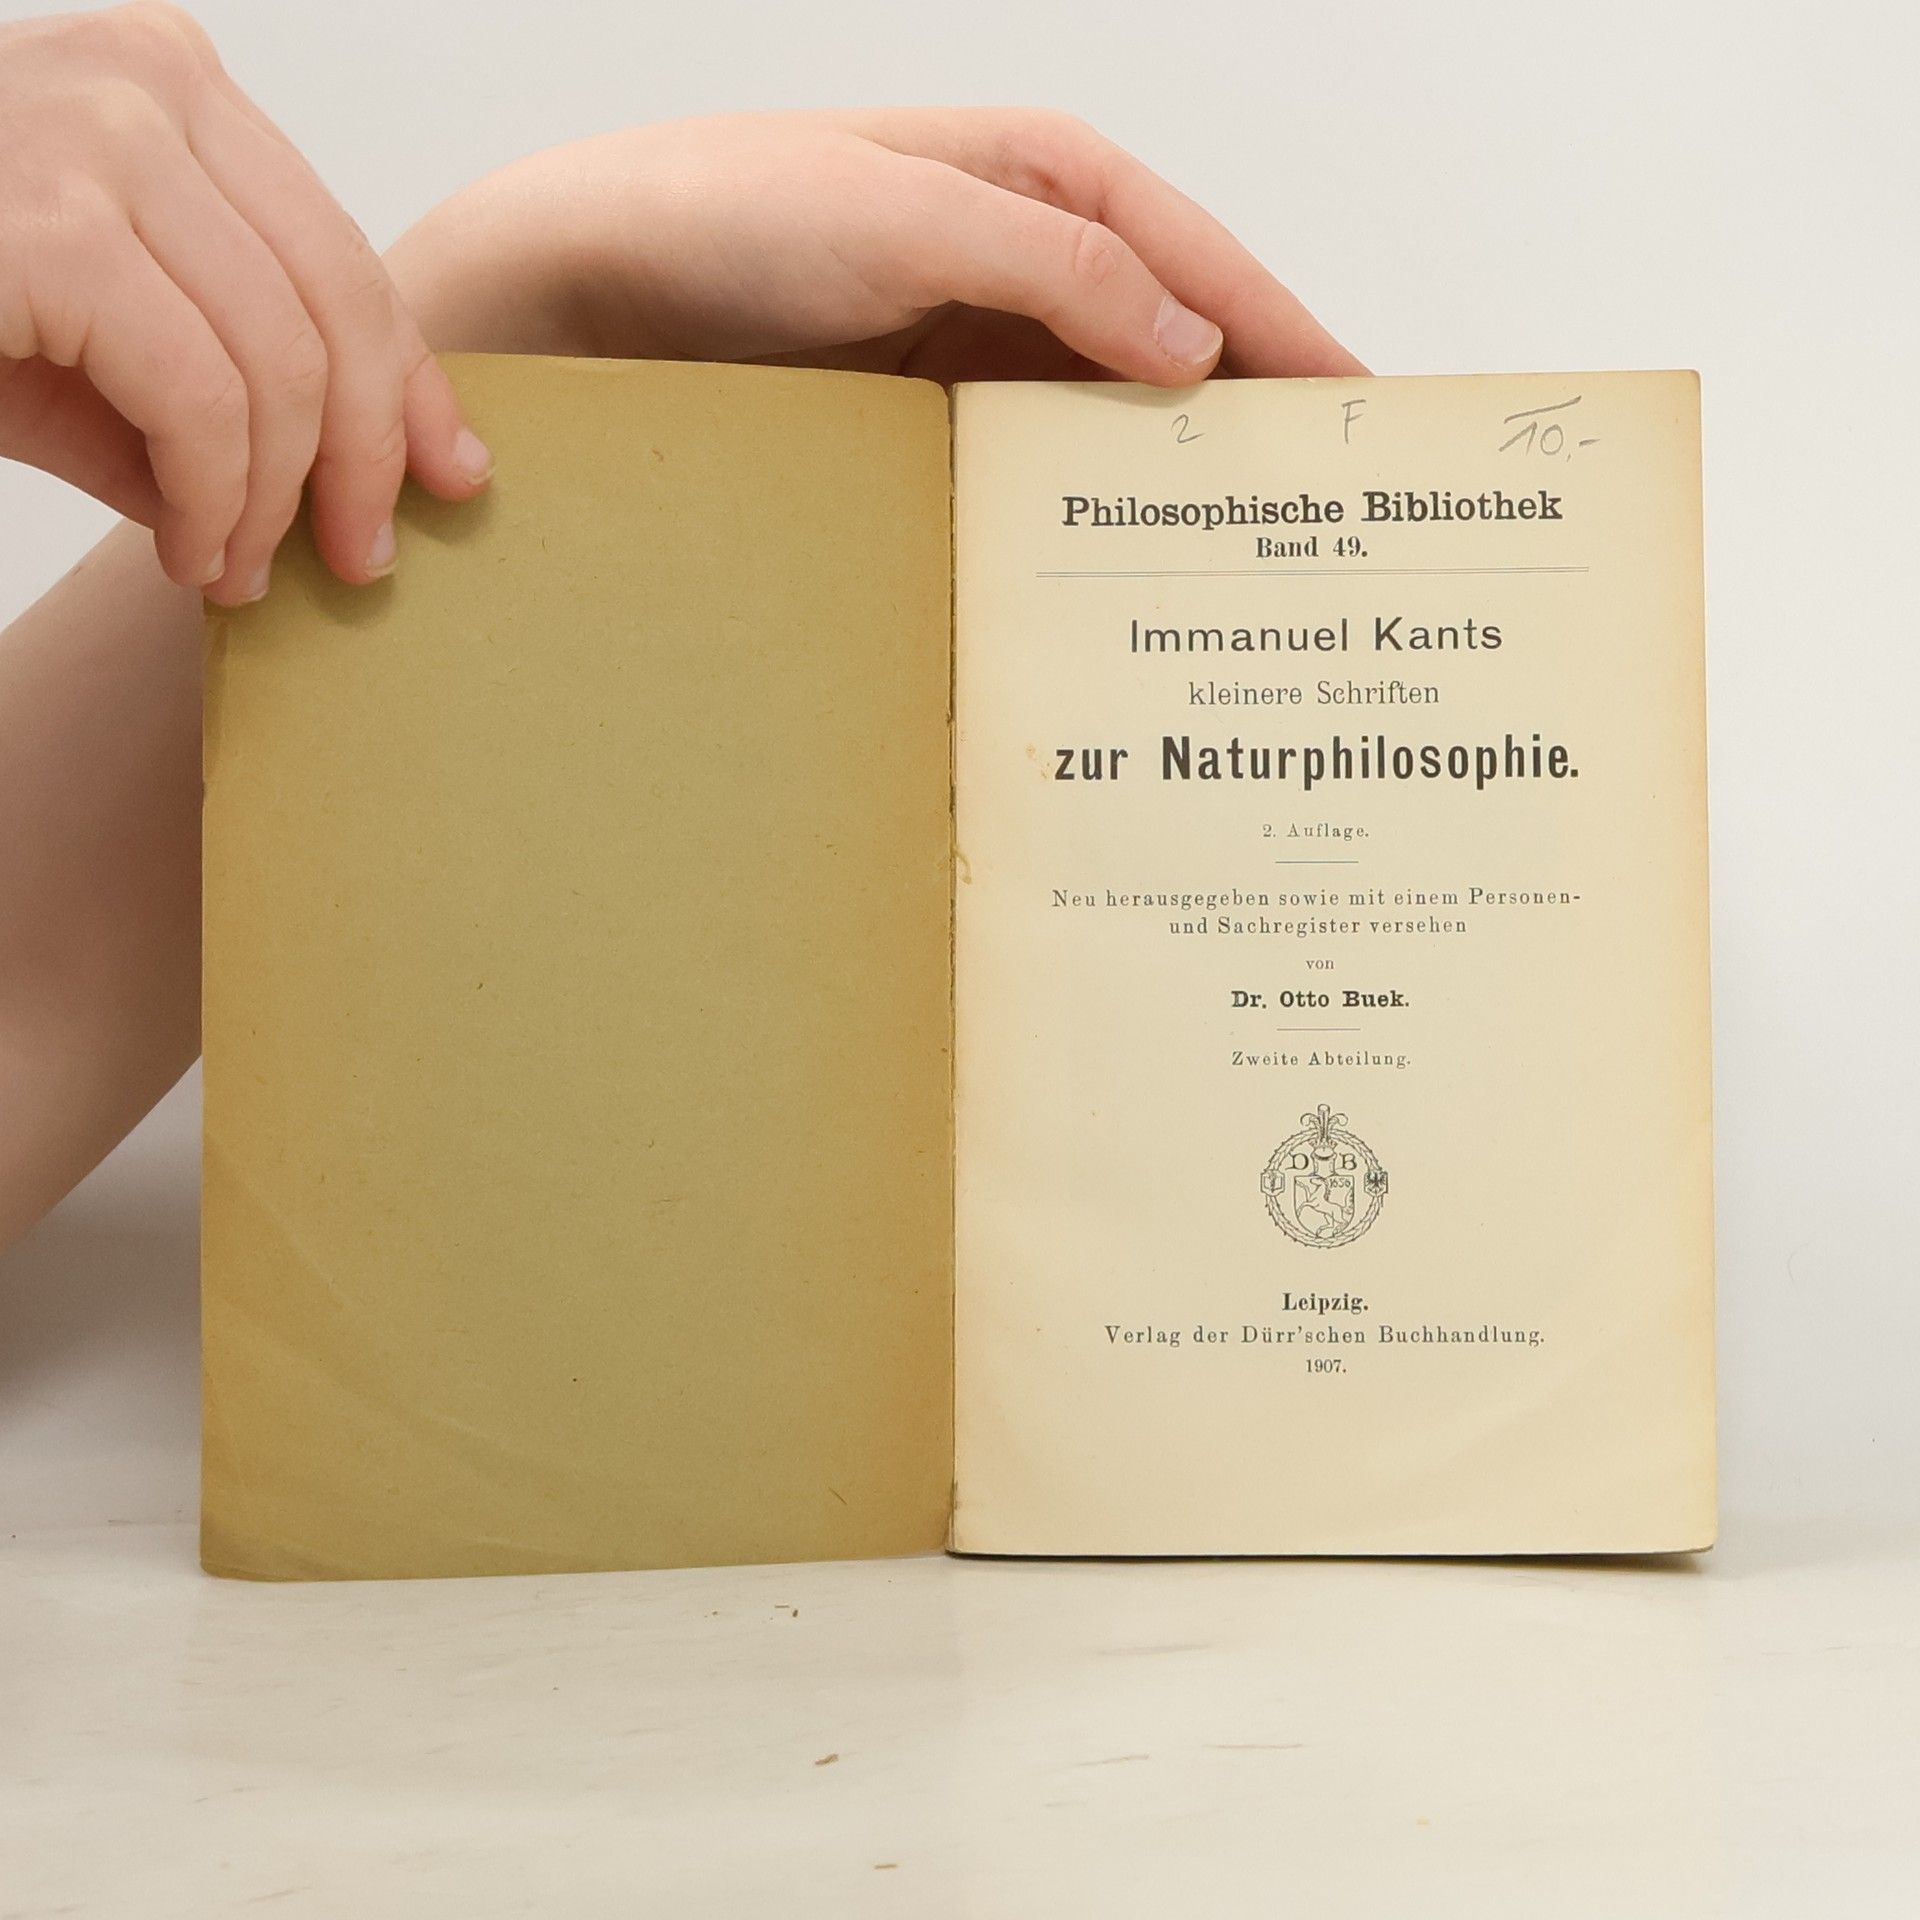 2 F 10,-
Philosophische Bibliothek
Band 49.
Immanuel Kants
kleinere Schriften
zur Naturphilosophie.
2. Auflage.
Neu herausgegeben sowie mit einem Personen-
und Sachregister versehen
von
Dr. Otto Buek.
Zweite Abteilung.
D B
1656
Leipzig.
Verlag der Dürr'schen Buchhandlung.
1907.